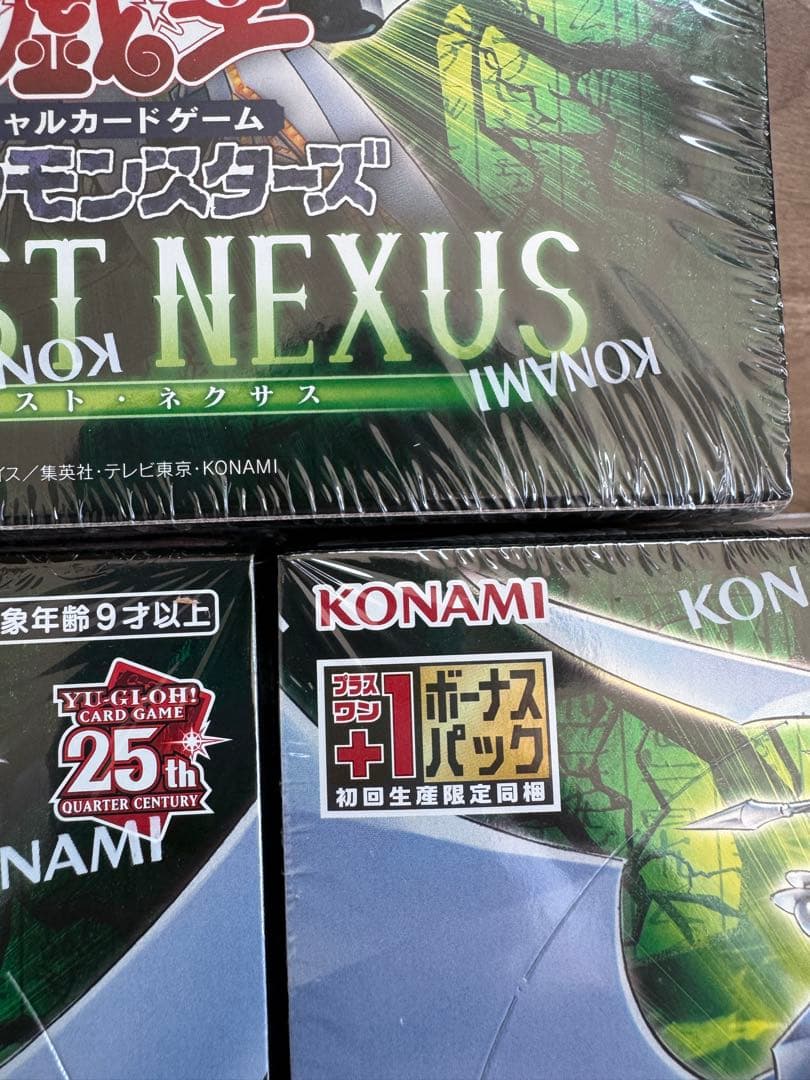 戯王
ャルカードゲーム
モンスターズ
ST NEXUS
KONAMI
KON
スト・ネクサス
イス/集英社・テレビ東京・KONAMI
象年齢9才以上
YU-GI-OH!
CARD GAME
25th
QUARTER CENTURY
NAMI
KONAMI
KON
プラスワン
+1
ボーナスパック
初回生産限定同梱